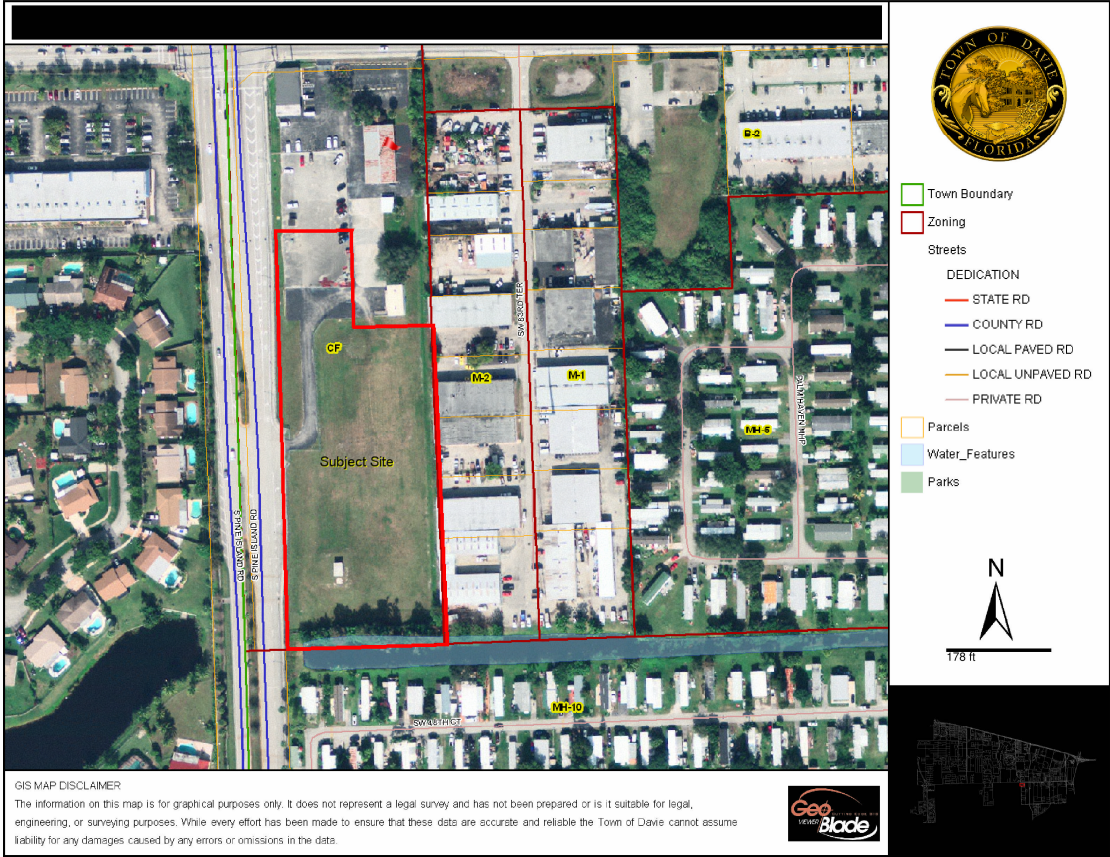 TOWN OF DAVIE
FLORIDA
Town Boundary
Zoning
Streets
DEDICATION
STATE RD
COUNTY RD
LOCAL PAVED RD
LOCAL UNPAVED RD
PRIVATE RD
Parcels
Water_Features
Parks
N
178 ft
B-2
SW 83RD TER
CF
M-2
M-1
PALM HAVEN MHP
MH-5
Subject Site
S PINE ISLAND RD
S PINE ISLAND RD
MH-10
SW 48TH CT
GIS MAP DISCLAIMER
The information on this map is for graphical purposes only. It does not represent a legal survey and has not been prepared or is it suitable for legal,
engineering, or surveying purposes. While every effort has been made to ensure that these data are accurate and reliable the Town of Davie cannot assume
liability for any damages caused by any errors or omissions in the data.
Geo
VIEWER Blade